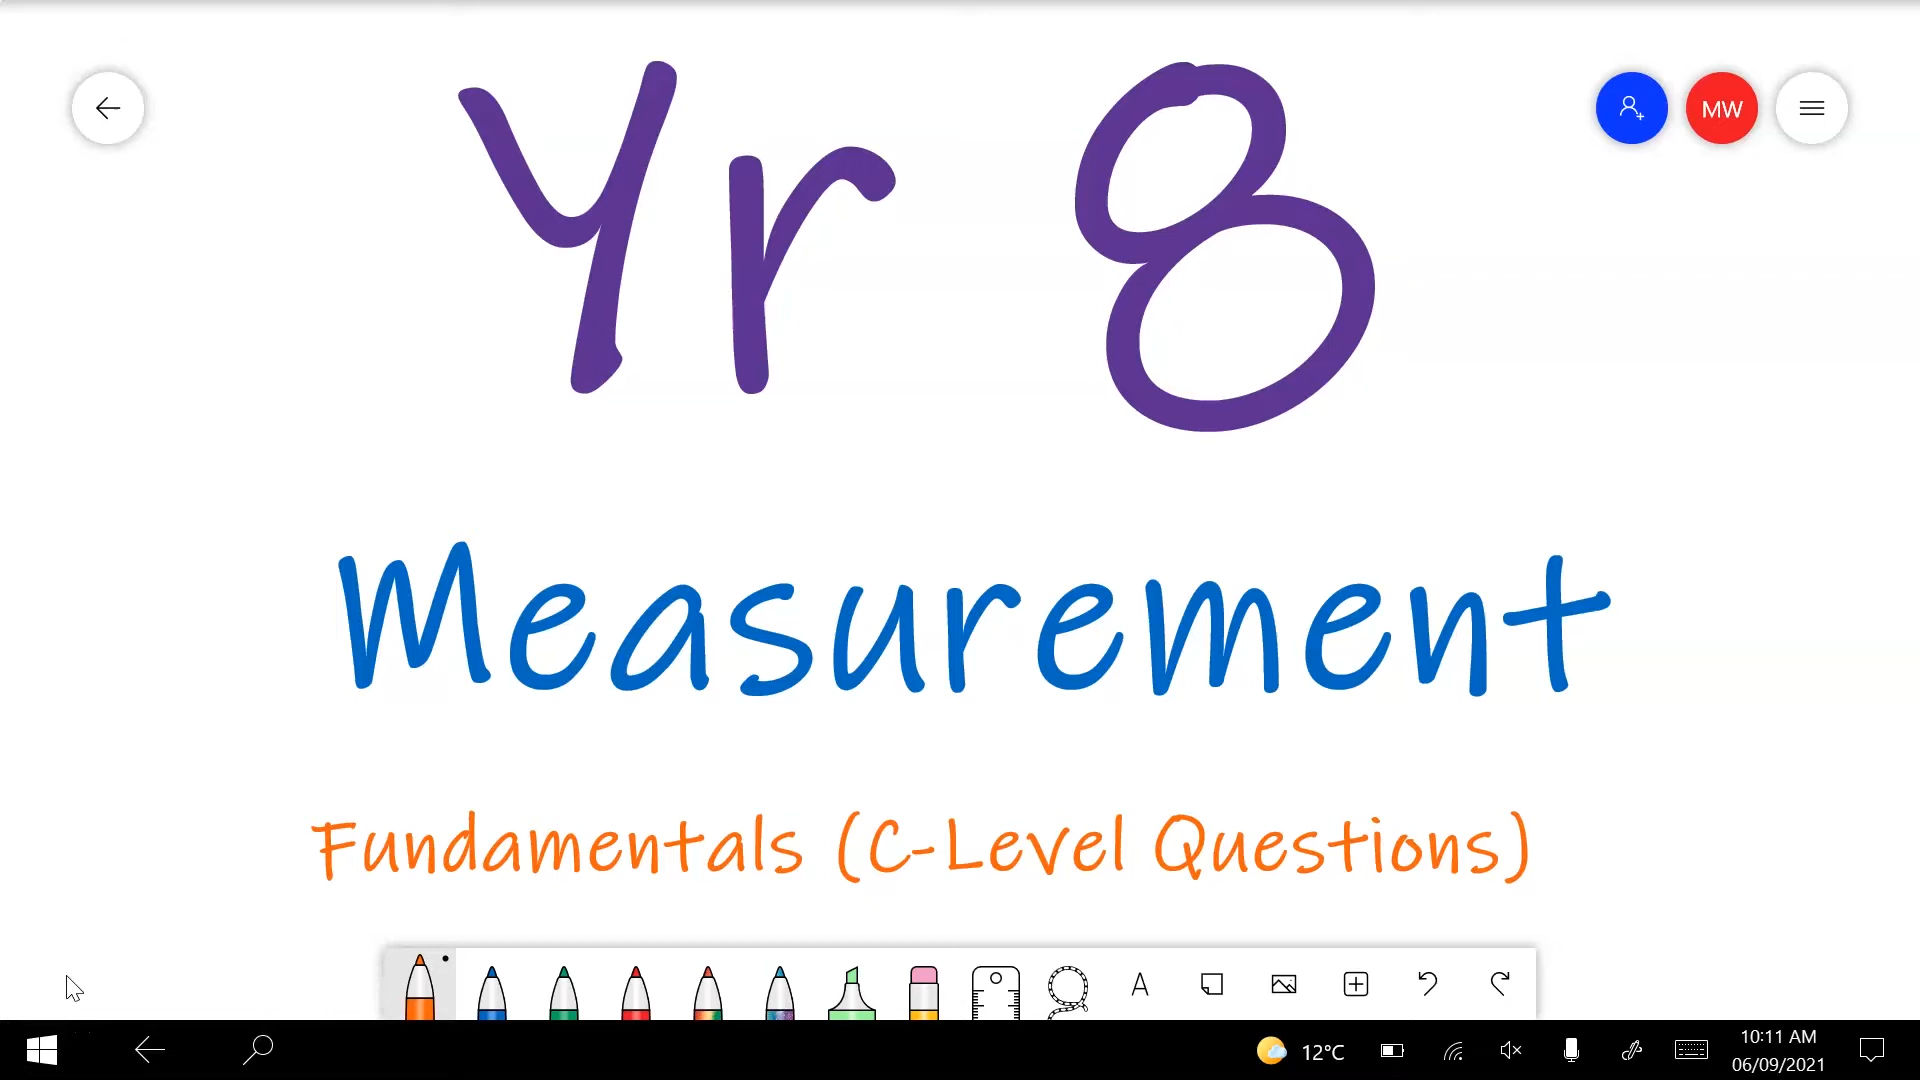 Yr 8
MW
Measurement
Fundamentals (C-Level Questions)
A
12°C
10:11 AM
06/09/2021